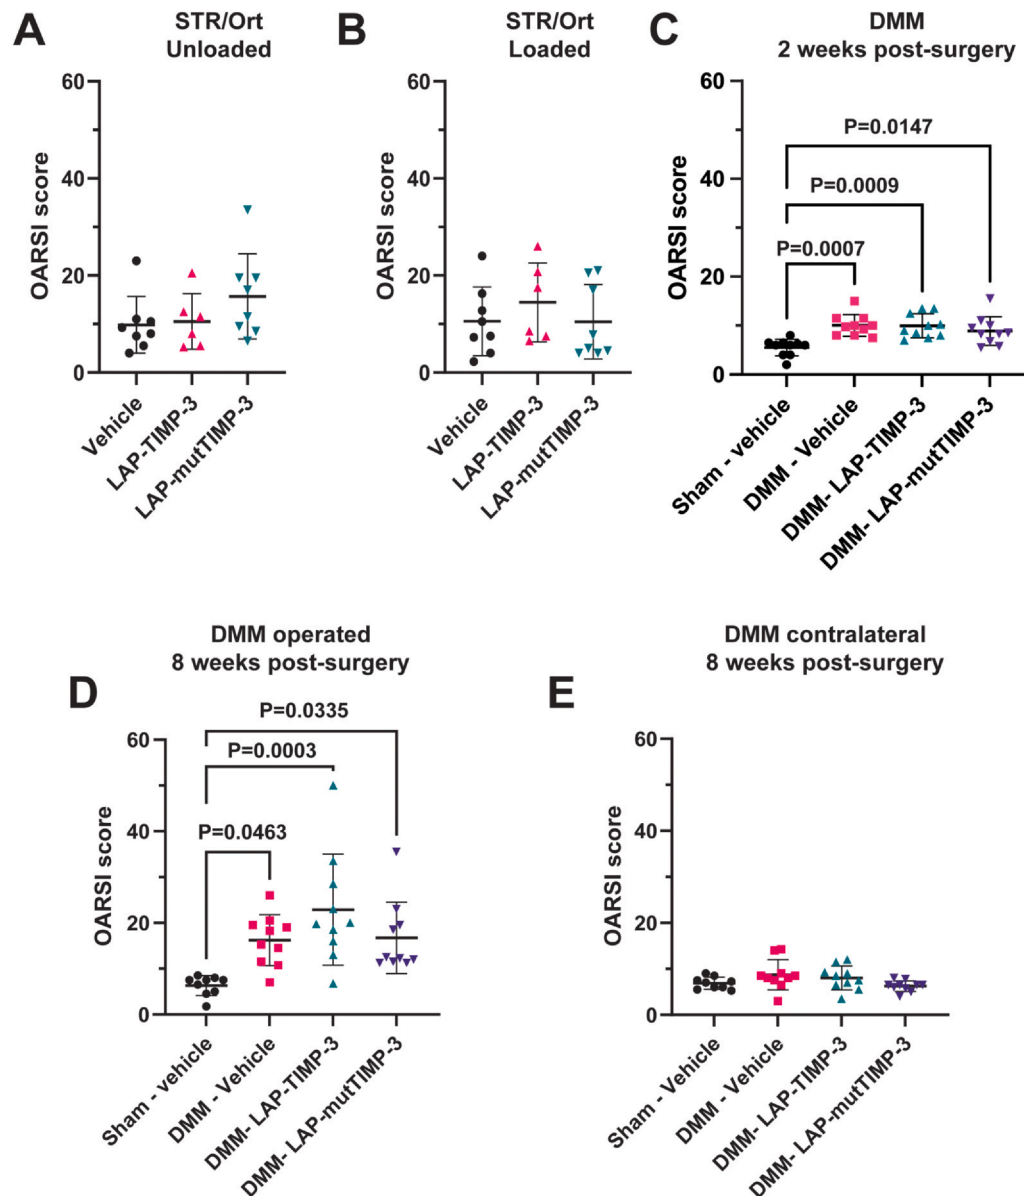 A
STR/Ort
Unloaded
OARSI score
60
40
20
0
Vehicle
LAP-TIMP-3
LAP-mutTIMP-3
B
STR/Ort
Loaded
OARSI score
60
40
20
0
Vehicle
LAP-TIMP-3
LAP-mutTIMP-3
C
DMM
2 weeks post-surgery
OARSI score
60
40
20
0
P=0.0147
P=0.0009
P=0.0007
Sham - vehicle
DMM - Vehicle
DMM- LAP-TIMP-3
DMM- LAP-mutTIMP-3
D
DMM operated
8 weeks post-surgery
OARSI score
60
40
20
0
P=0.0335
P=0.0003
P=0.0463
Sham - vehicle
DMM - Vehicle
DMM- LAP-TIMP-3
DMM- LAP-mutTIMP-3
E
DMM contralateral
8 weeks post-surgery
OARSI score
60
40
20
0
Sham - Vehicle
DMM - Vehicle
DMM- LAP-TIMP-3
DMM- LAP-mutTIMP-3